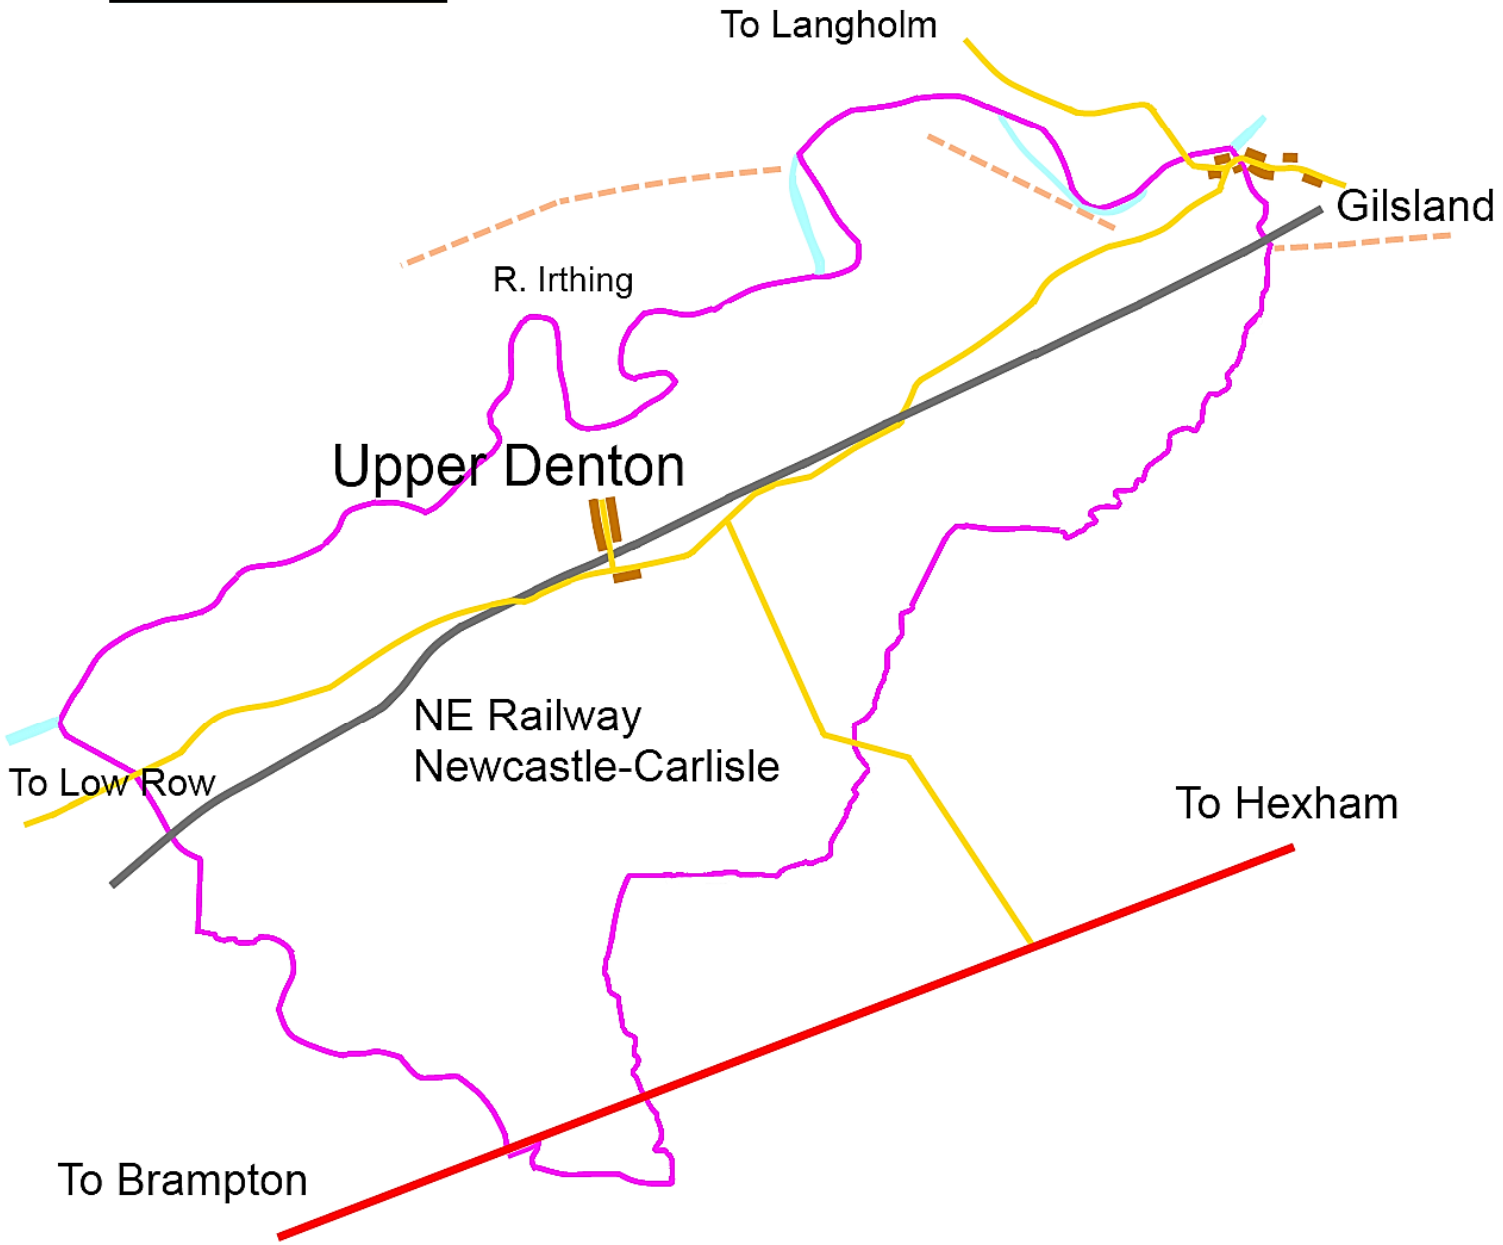 To Langholm
Gilsland
R. Irthing
Upper Denton
NE Railway
Newcastle-Carlisle
To Low Row
To Hexham
To Brampton